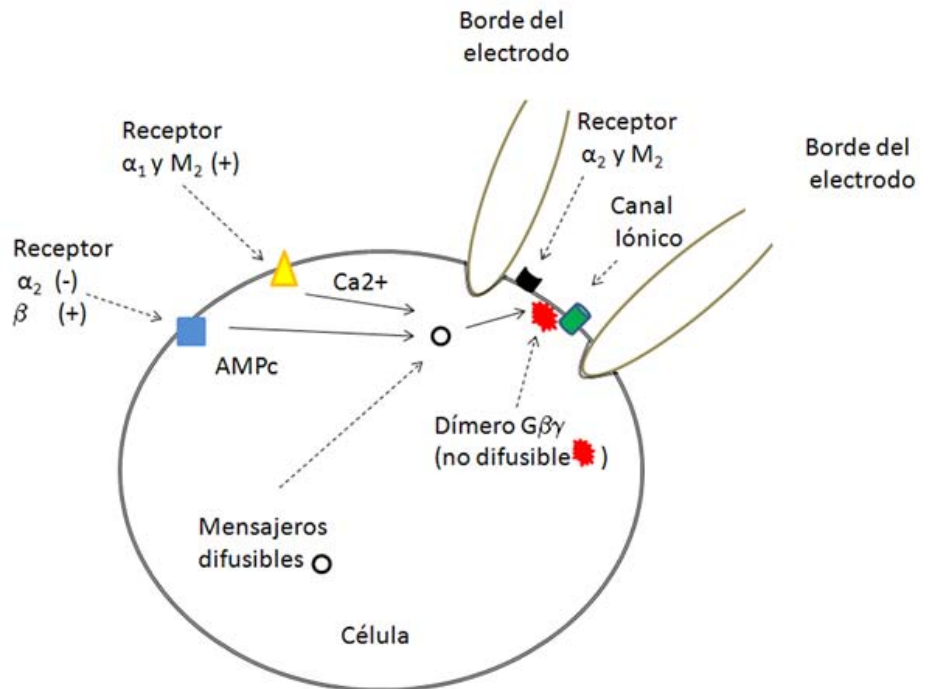 Borde del
electrodo
Receptor
α₁ y M₂ (+)
Receptor
α₂ y M₂
Borde del
electrodo
Canal
Iónico
Receptor
α₂ (-)
β (+)
Ca2+
AMPc
Dímero Gβγ
(no difusible )
Mensajeros
difusibles
Célula